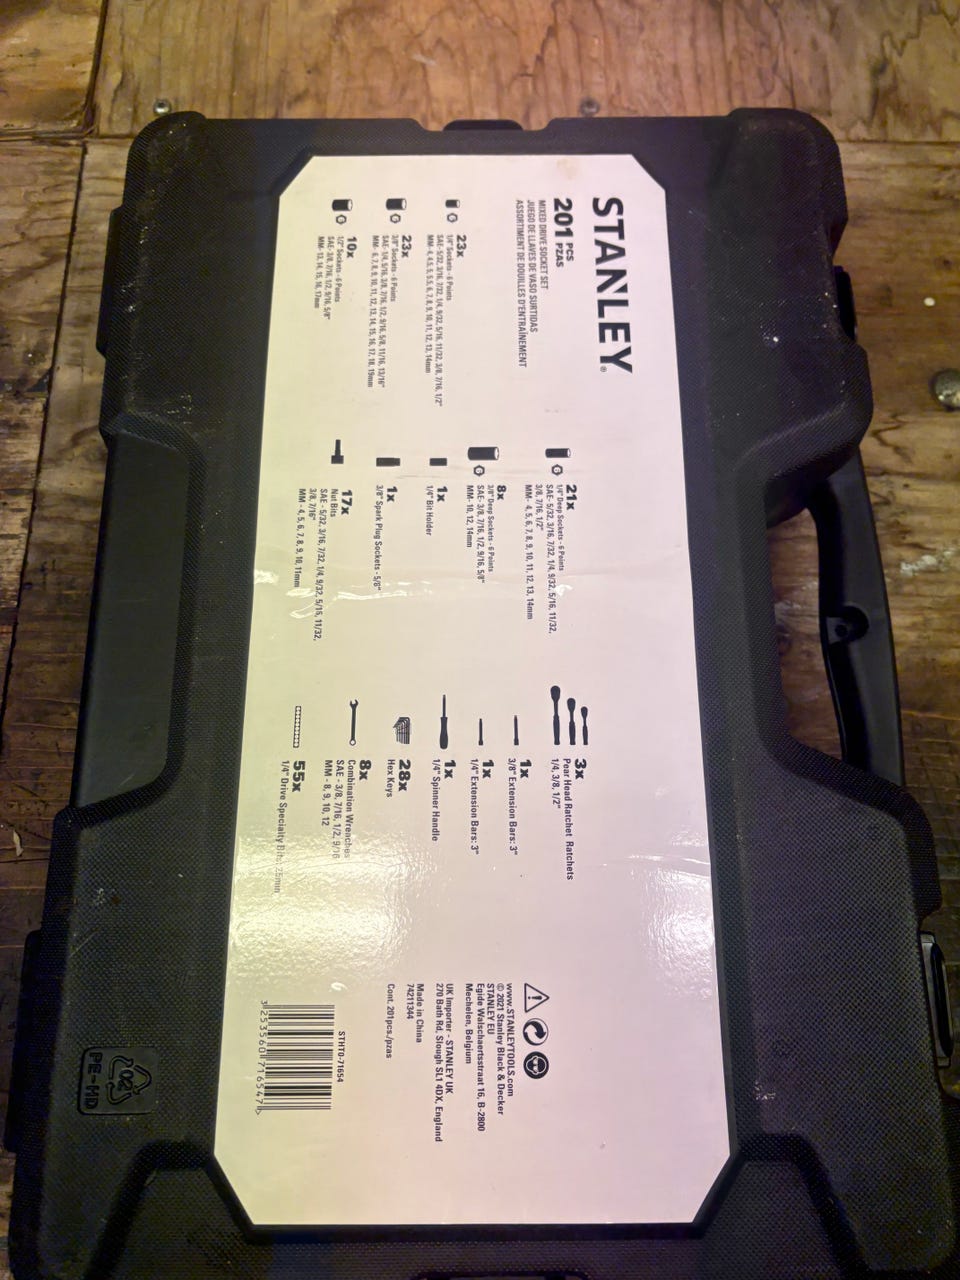 STANLEY®
201 PCS
PZAS
MIXED DRIVE SOCKET SET
JUEGO DE LLAVES DE VASO SURTIDAS
ASSORTIMENT DE DOUILLES D'ENTRAÎNEMENT
23x
1/4" Sockets - 6 Points
SAE- 5/32, 3/16, 7/32, 1/4, 9/32, 5/16, 11/32, 3/8, 7/16, 1/2"
MM- 4, 4.5, 5, 5.5, 6, 7, 8, 9, 10, 11, 12, 13, 14mm
23x
3/8" Sockets - 6 Points
SAE- 1/4, 5/16, 3/8, 7/16, 1/2, 9/16, 5/8, 11/16, 13/16"
MM- 6, 7, 8, 9, 10, 11, 12, 13, 14, 15, 16, 17, 18, 19mm
10x
1/2" Sockets - 6 Points
SAE- 3/8, 7/16, 1/2, 9/16, 5/8"
MM- 13, 14, 15, 16, 17mm
21x
1/4" Deep Sockets - 6 Points
SAE- 5/32, 3/16, 7/32, 1/4, 9/32, 5/16, 11/32,
3/8, 7/16, 1/2"
MM- 4, 5, 6, 7, 8, 9, 10, 11, 12, 13, 14mm
8x
3/8" Deep Sockets - 6 Points
SAE- 3/8, 7/16, 1/2, 9/16, 5/8"
MM- 10, 12, 14mm
1x
1/4" Bit Holder
1x
3/8" Spark Plug Sockets - 5/8"
17x
Nut Bits
SAE - 5/32, 3/16, 7/32, 1/4, 9/32, 5/16, 11/32,
3/8, 7/16"
MM - 4, 5, 6, 7, 8, 9, 10, 11mm
3x
Pear Head Ratchet Ratchets
1/4, 3/8, 1/2"
1x
3/8" Extension Bars: 3"
1x
1/4" Extension Bars: 3"
1x
1/4" Spinner Handle
28x
Hex Keys
8x
Combination Wrenches
SAE - 3/8, 7/16, 1/2, 9/16
MM - 8, 9, 10, 12
55x
1/4" Drive Specialty Bits: 25mm
www.STANLEYTOOLS.com
© 2021 Stanley Black & Decker
STANLEY EU
Egide Walschaertsstraat 16, B-2800
Mechelen, Belgium
UK Importer - STANLEY UK
270 Bath Rd, Slough SL1 4DX, England
Made in China
74211344
Cont. 201pcs./pzas
STHT0-71654
3 253560 716547 >
02
PE-HD